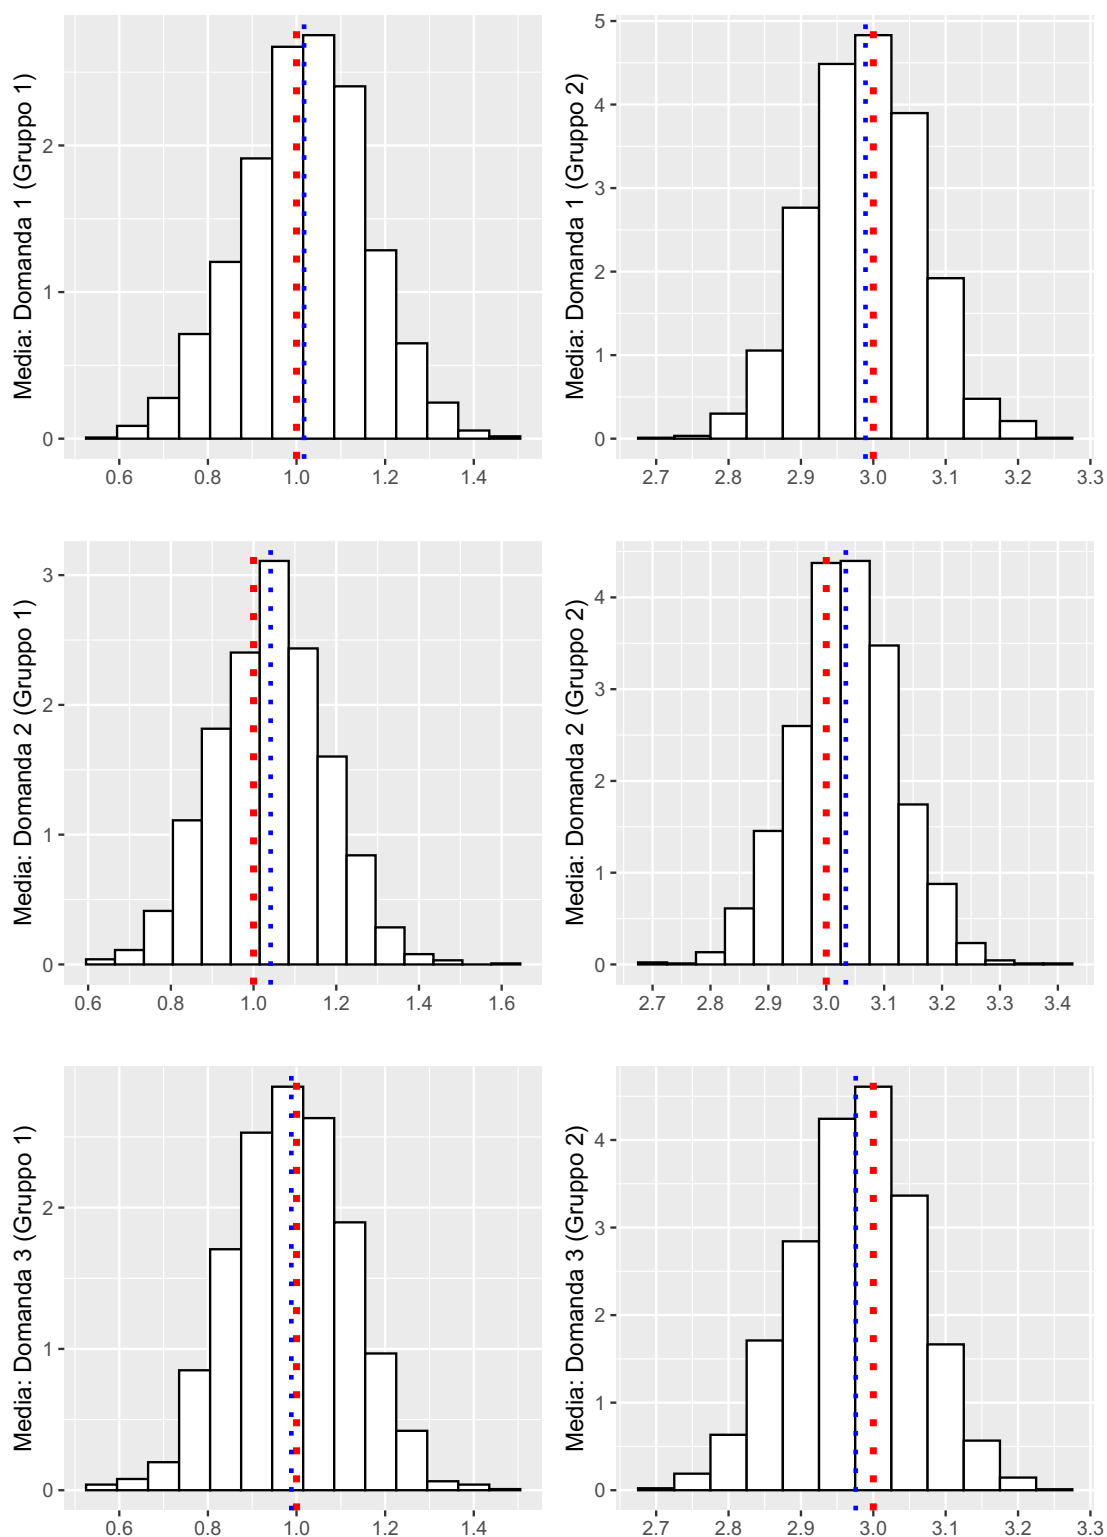 Media: Domanda 1 (Gruppo 1)
0
1
2
0.6 0.8 1.0 1.2 1.4
Media: Domanda 1 (Gruppo 2)
0
1
2
3
4
5
2.7 2.8 2.9 3.0 3.1 3.2 3.3
Media: Domanda 2 (Gruppo 1)
0
1
2
3
0.6 0.8 1.0 1.2 1.4 1.6
Media: Domanda 2 (Gruppo 2)
0
1
2
3
4
2.7 2.8 2.9 3.0 3.1 3.2 3.3 3.4
Media: Domanda 3 (Gruppo 1)
0
1
2
0.6 0.8 1.0 1.2 1.4
Media: Domanda 3 (Gruppo 2)
0
1
2
3
4
2.7 2.8 2.9 3.0 3.1 3.2 3.3